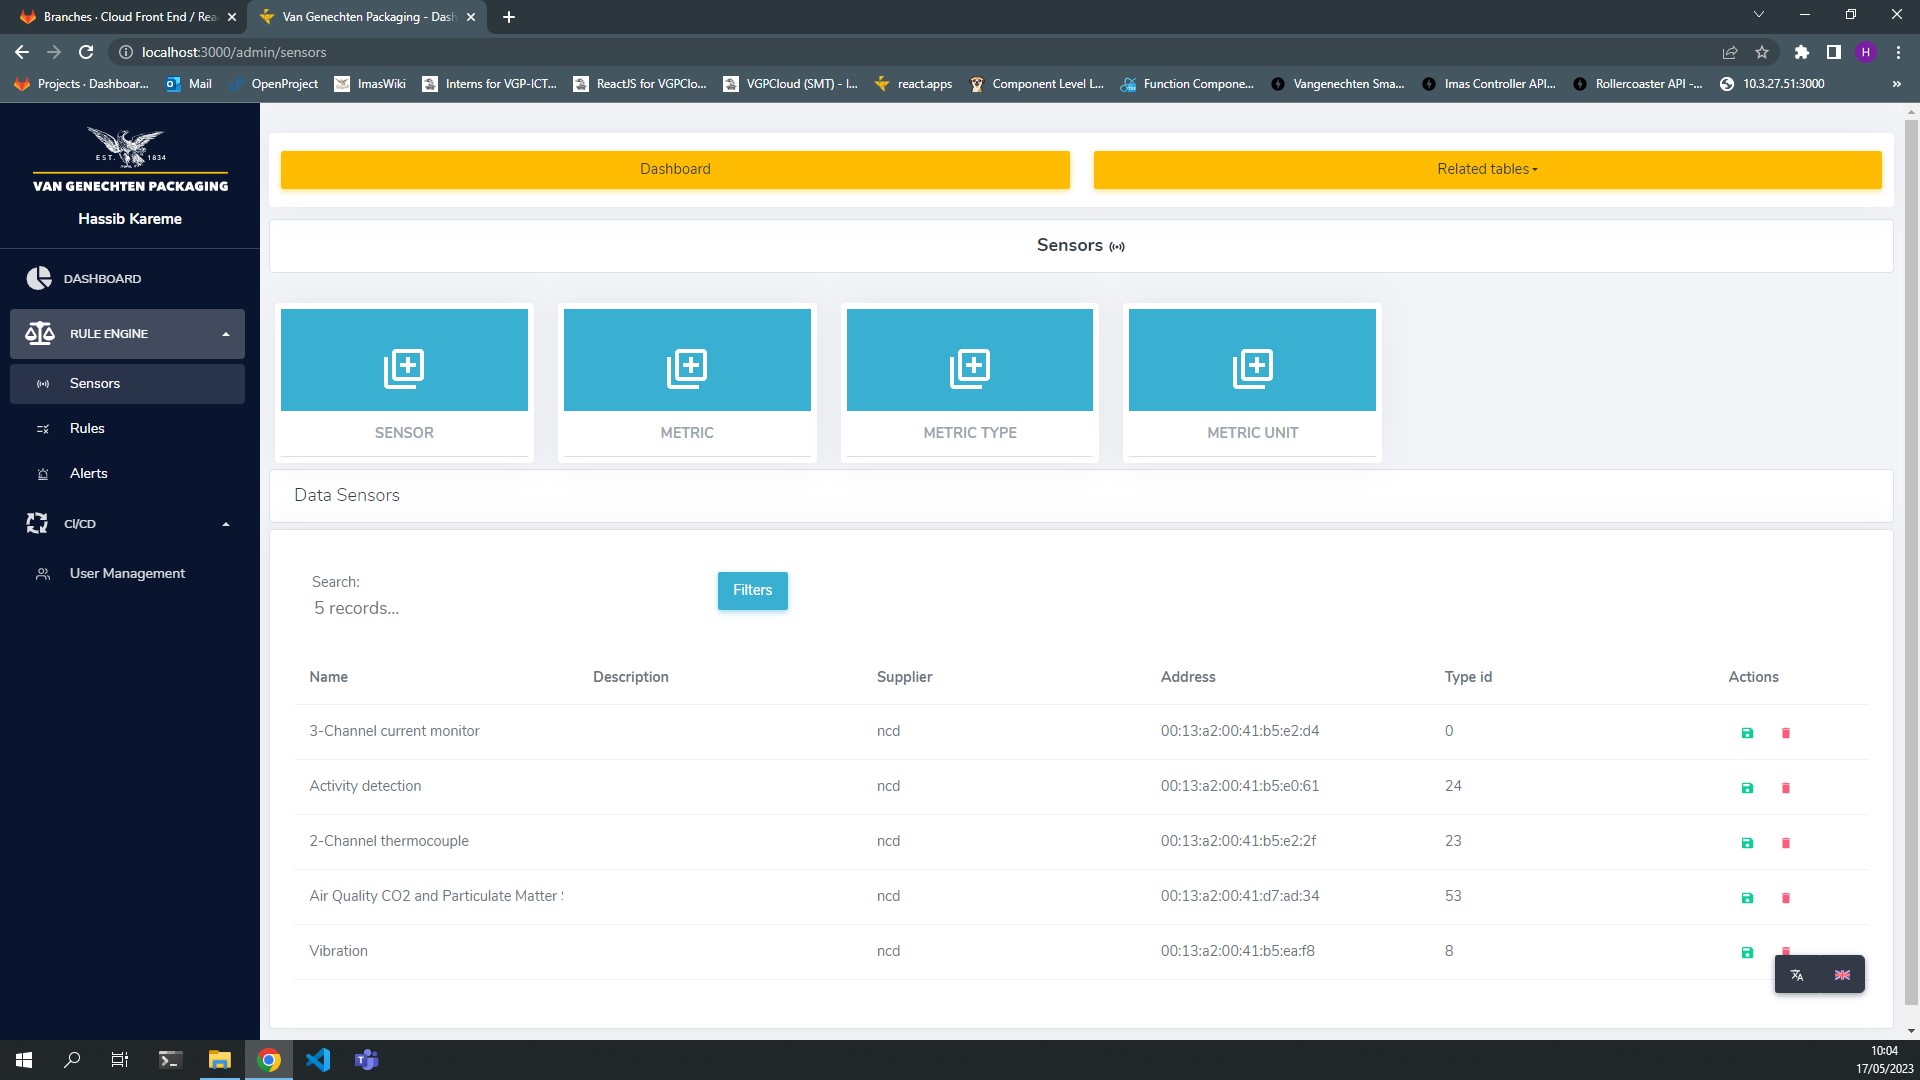 Branches · Cloud Front End / Rea
Van Genechten Packaging - Dash
localhost:3000/admin/sensors
H
Projects · Dashboar...
Mail
OpenProject
ImasWiki
Interns for VGP-ICT...
ReactJS for VGPClo...
VGPCloud (SMT) - I...
react.apps
Component Level L...
Function Compone...
Vangenechten Sma...
Imas Controller API...
Rollercoaster API -...
10.3.27.51:3000
»
EST. 1834
VAN GENECHTEN PACKAGING
Hassib Kareme
DASHBOARD
RULE ENGINE
Sensors
Rules
Alerts
CI/CD
User Management
Dashboard
Related tables
Sensors
SENSOR
METRIC
METRIC TYPE
METRIC UNIT
Data Sensors
Search:
5 records...
Filters
Name Description Supplier Address Type id Actions
3-Channel current monitor ncd 00:13:a2:00:41:b5:e2:d4 0
Activity detection ncd 00:13:a2:00:41:b5:e0:61 24
2-Channel thermocouple ncd 00:13:a2:00:41:b5:e2:2f 23
Air Quality CO2 and Particulate Matter ncd 00:13:a2:00:41:d7:ad:34 53
Vibration ncd 00:13:a2:00:41:b5:ea:f8 8
10:04
17/05/2023